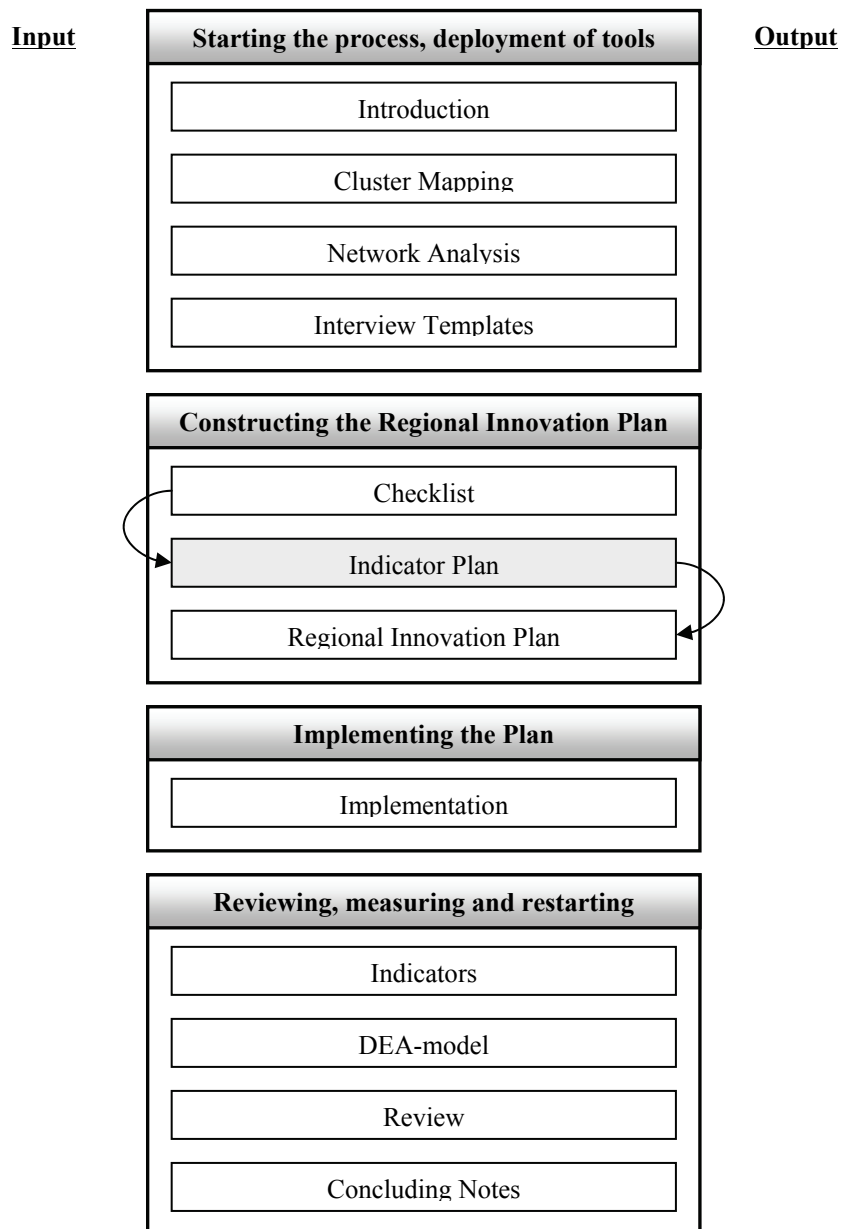 Input
Starting the process, deployment of tools
Output
Introduction
Cluster Mapping
Network Analysis
Interview Templates
Constructing the Regional Innovation Plan
Checklist
Indicator Plan
Regional Innovation Plan
Implementing the Plan
Implementation
Reviewing, measuring and restarting
Indicators
DEA-model
Review
Concluding Notes